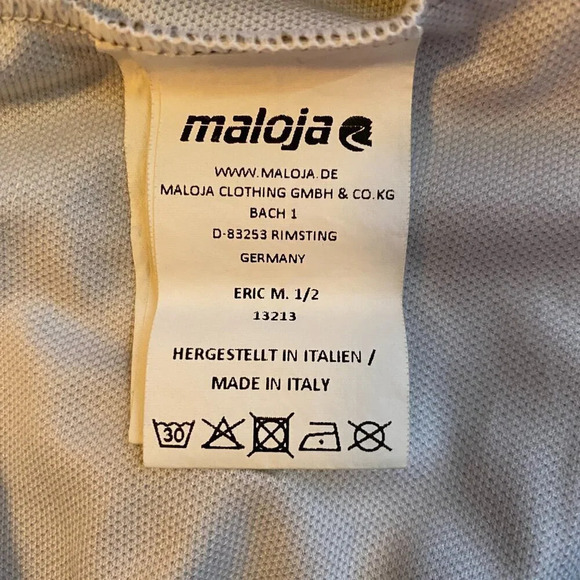 maloja
WWW.MALOJA.DE
MALOJA CLOTHING GMBH & CO.KG
BACH 1
D-83253 RIMSTING
GERMANY
ERIC M. 1/2
13213
HERGESTELLT IN ITALIEN /
MADE IN ITALY
30